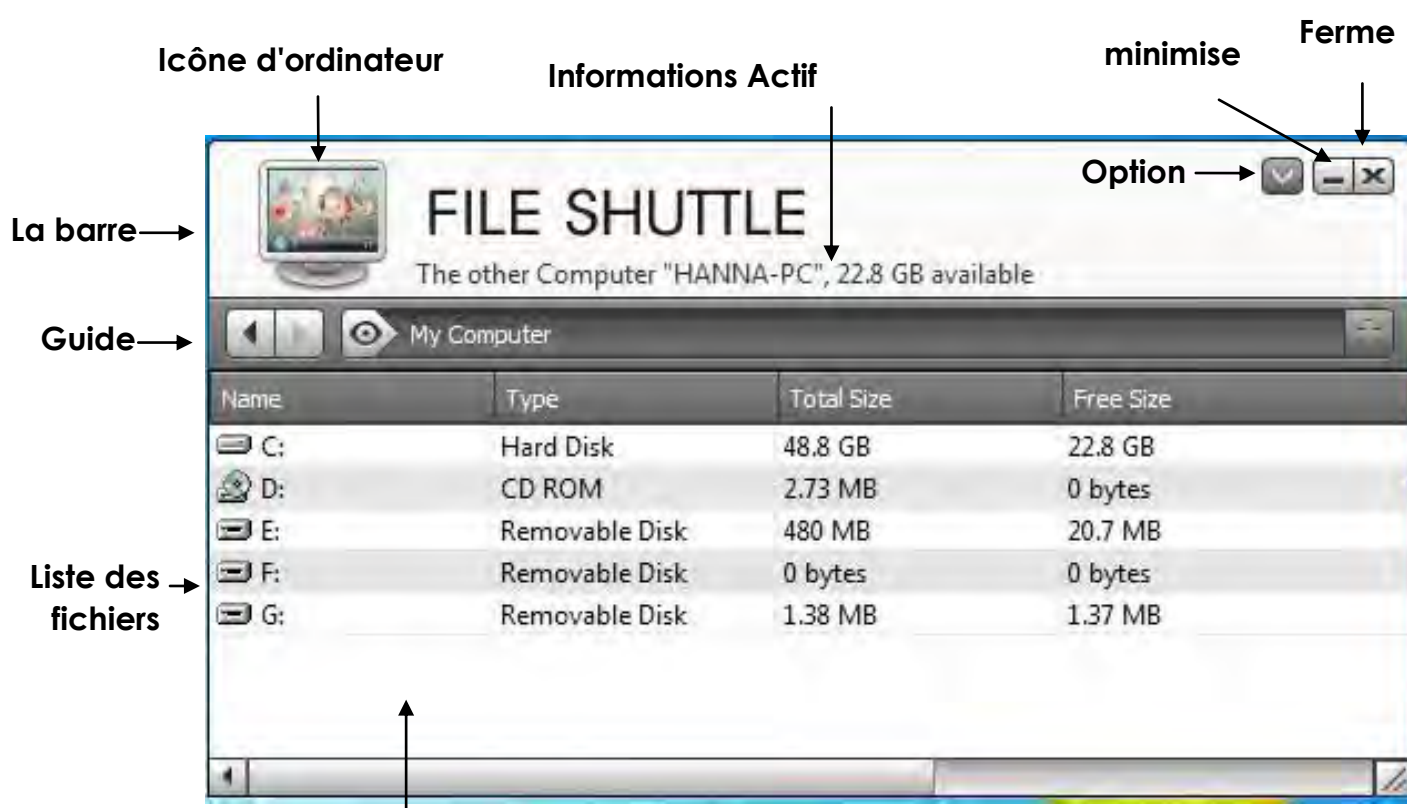 Ferme
minimise
Icône d'ordinateur
Informations Actif
Option
FILE SHUTTLE
La barre
The other Computer "HANNA-PC", 22.8 GB available
Guide
My Computer
Name Type Total Size Free Size
C: Hard Disk 48.8 GB 22.8 GB
D: CD ROM 2.73 MB 0 bytes
E: Removable Disk 480 MB 20.7 MB
Liste des
fichiers
F: Removable Disk 0 bytes 0 bytes
G: Removable Disk 1.38 MB 1.37 MB